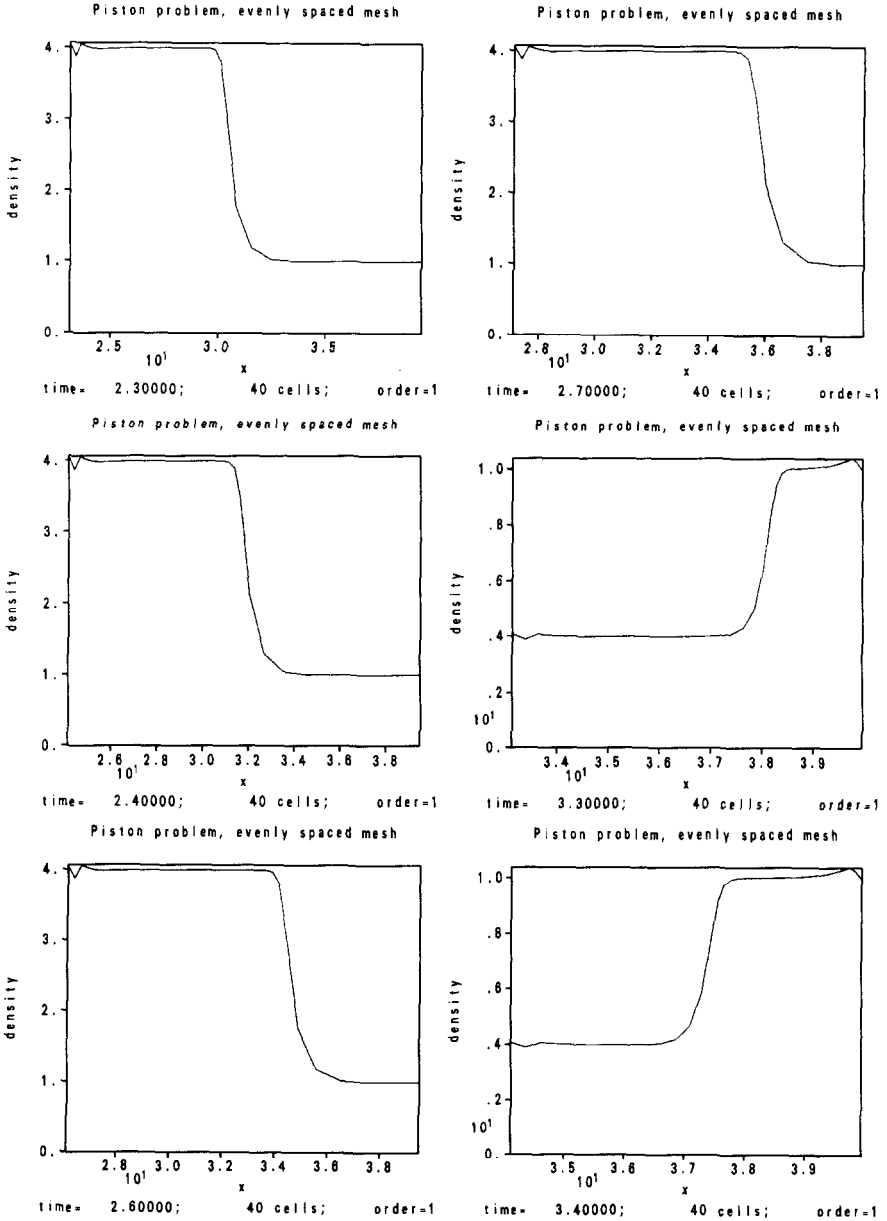 Piston problem, evenly spaced mesh
4.
3.
2.
1.
0.
density
2.5 3.0 3.5
10¹
x
time= 2.30000; 40 cells; order=1
Piston problem, evenly spaced mesh
4.
3.
2.
1.
0.
density
2.8 3.0 3.2 3.4 3.6 3.8
10¹
x
time= 2.70000; 40 cells; order=1
Piston problem, evenly spaced mesh
4.
3.
2.
1.
0.
density
2.6 2.8 3.0 3.2 3.4 3.6 3.8
10¹
x
time= 2.40000; 40 cells; order=1
Piston problem, evenly spaced mesh
1.0
.8
.6
.4
.2
10¹
0.
density
3.4 3.5 3.6 3.7 3.8 3.9
10¹
x
time= 3.30000; 40 cells; order=1
Piston problem, evenly spaced mesh
4.
3.
2.
1.
0.
density
2.8 3.0 3.2 3.4 3.6 3.8
10¹
x
time= 2.60000; 40 cells; order=1
Piston problem, evenly spaced mesh
1.0
.8
.6
.4
.2
10¹
0.
density
3.5 3.6 3.7 3.8 3.9
10¹
x
time= 3.40000; 40 cells; order=1